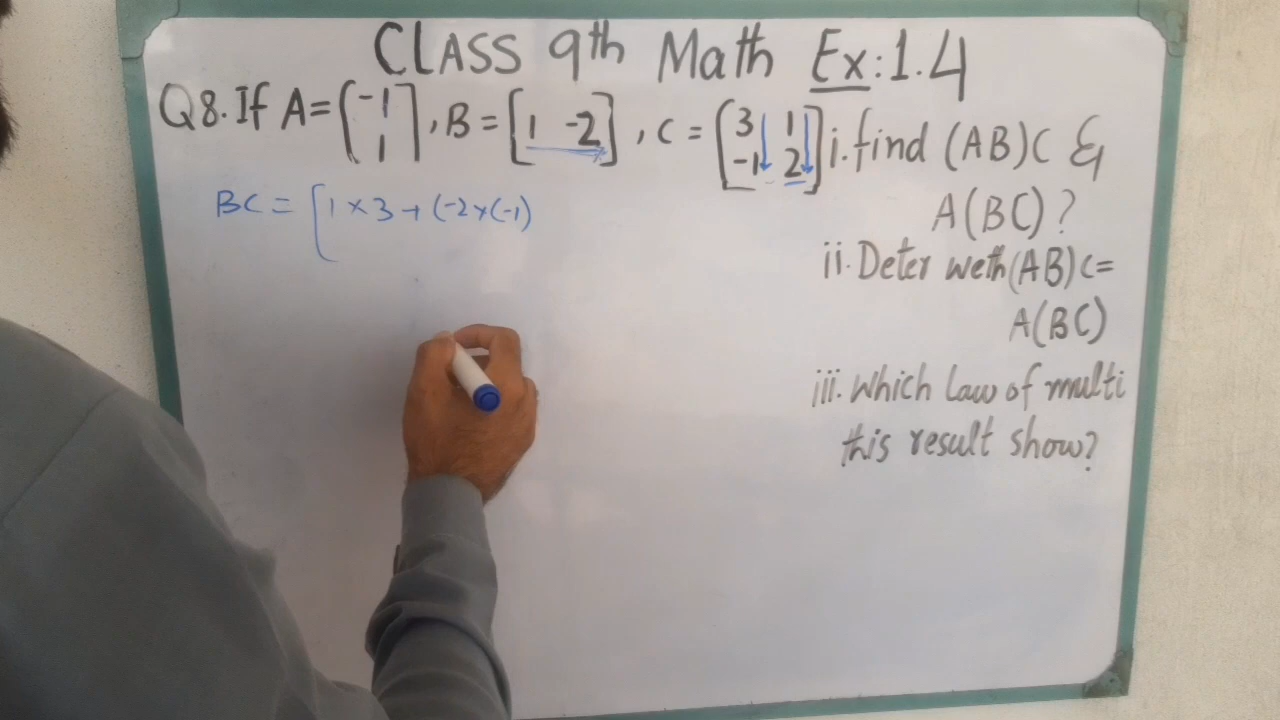 CLASS 9th Math Ex:1.4
Q8. If A = [-1 1], B = [1 -2], C = [3 1 -1 2] i. find (AB)C &
A(BC)?
BC = [1 × 3 + (-2×(-1)
ii. Deter weth (AB)C =
A(BC)
iii. Which Law of multi
this result show?